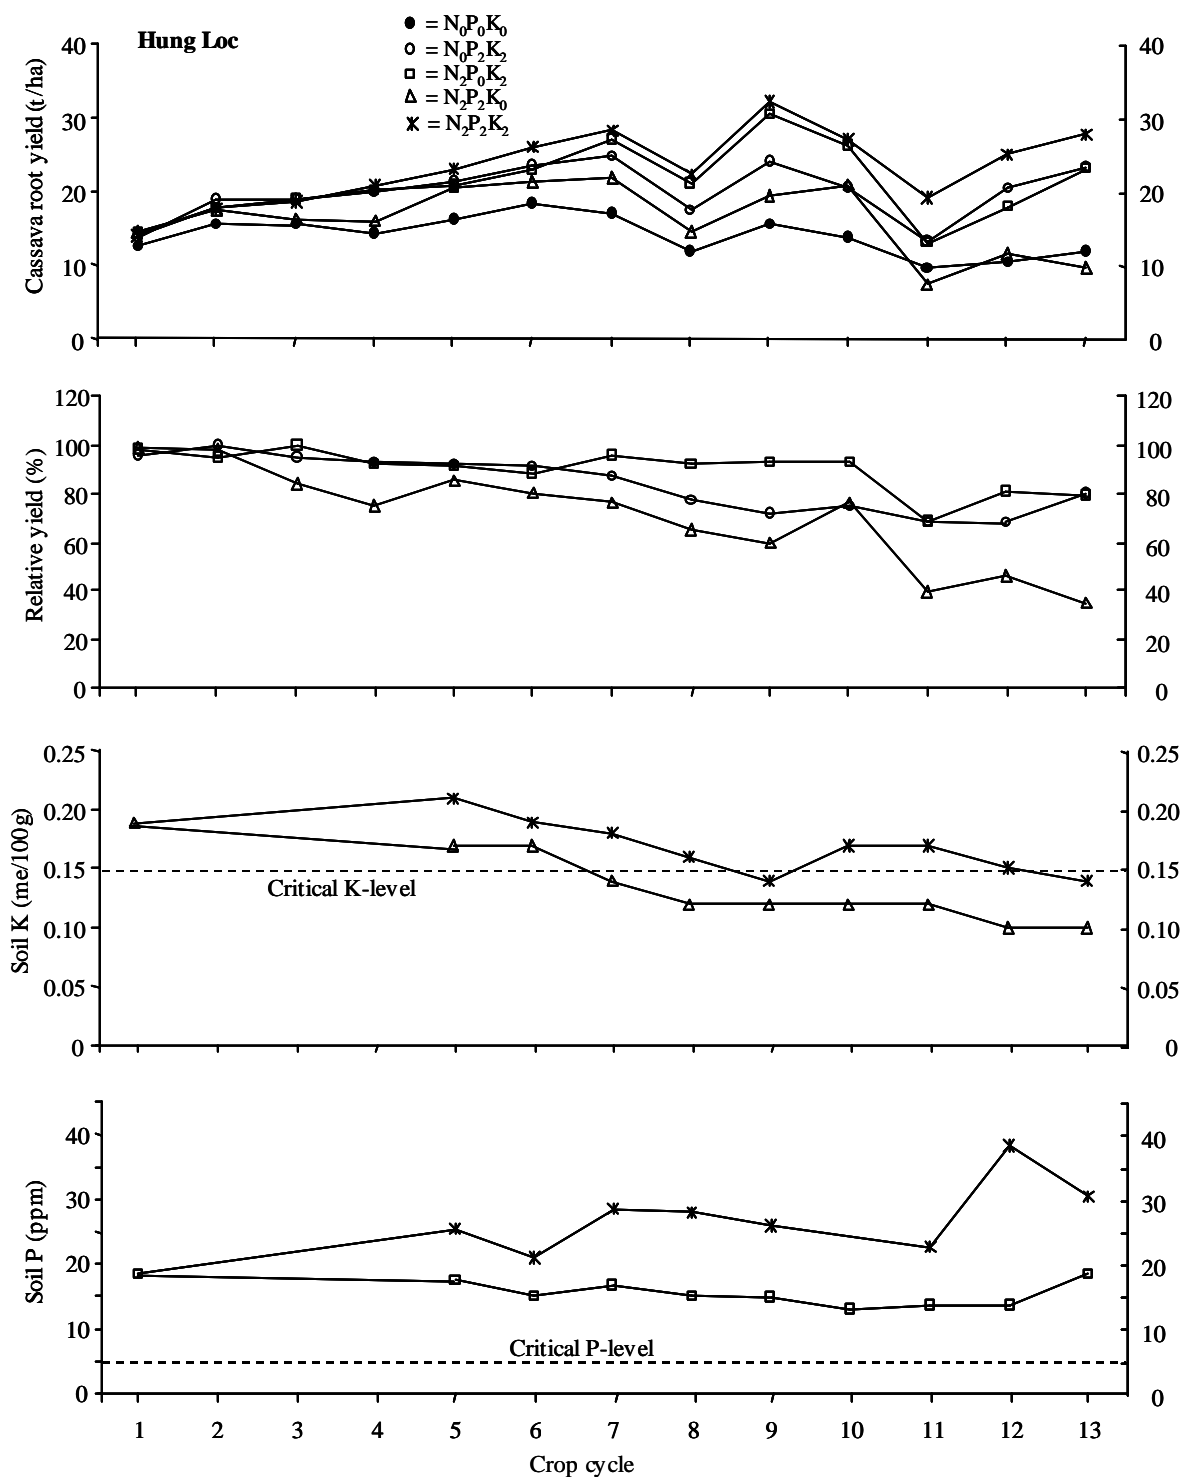 Hung Loc
● = N₀P₀K₀
○ = N₀P₂K₂
□ = N₂P₀K₂
△ = N₂P₂K₀
ж = N₂P₂K₂
Cassava root yield (t/ha)
40 40
30 30
20 20
10 10
0 0
Relative yield (%)
120 120
100 100
80 80
60 60
40 40
20 20
0 0
Soil K (me/100g)
0.25 0.25
0.20 0.20
0.15 0.15
Critical K-level
0.10 0.10
0.05 0.05
0 0
Soil P (ppm)
40 40
30 30
20 20
10 10
Critical P-level
0 0
1 2 3 4 5 6 7 8 9 10 11 12 13
Crop cycle